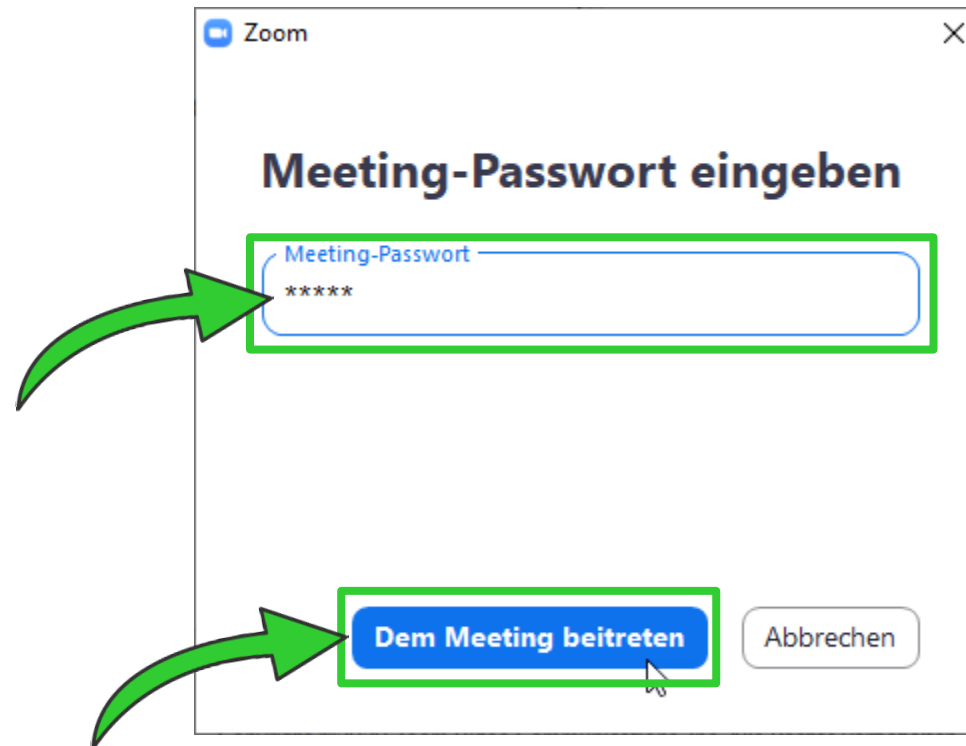 Zoom
Meeting-Passwort eingeben
Meeting-Passwort
*****
Dem Meeting beitreten
Abbrechen